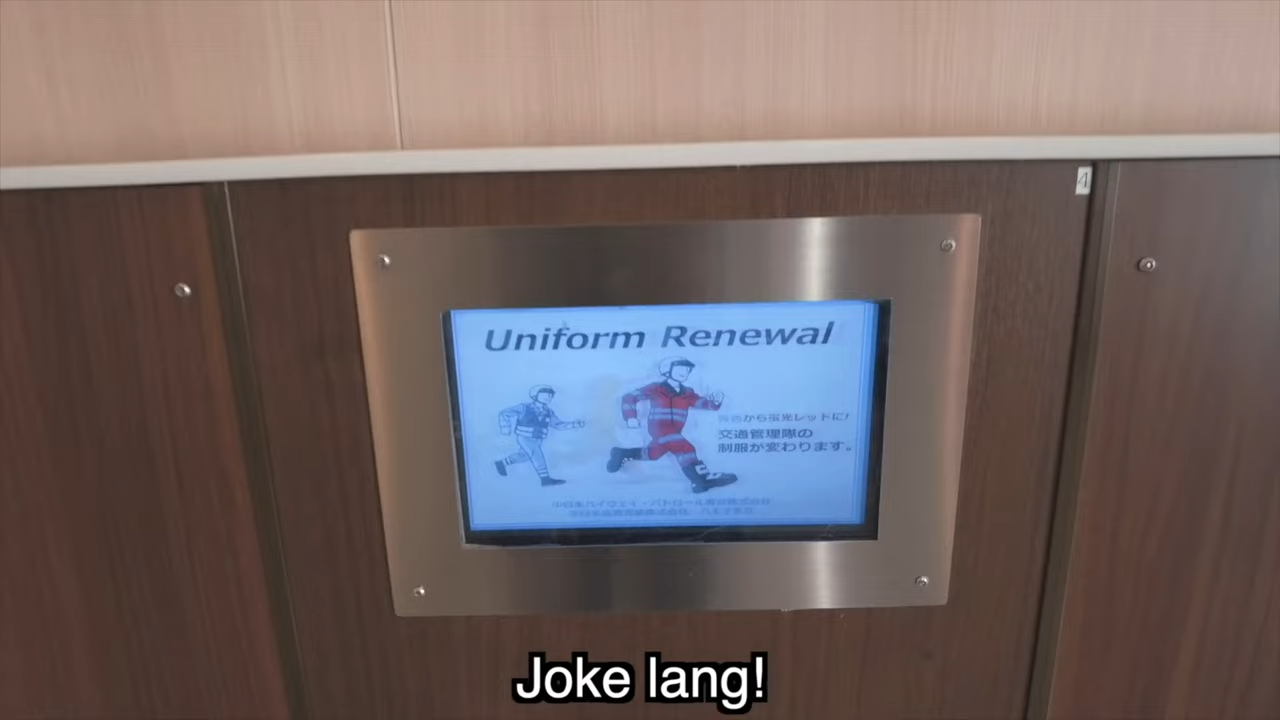 4
Uniform Renewal
から蛍光レッドに!
交通管理隊の
制服が変わります。
Joke lang!